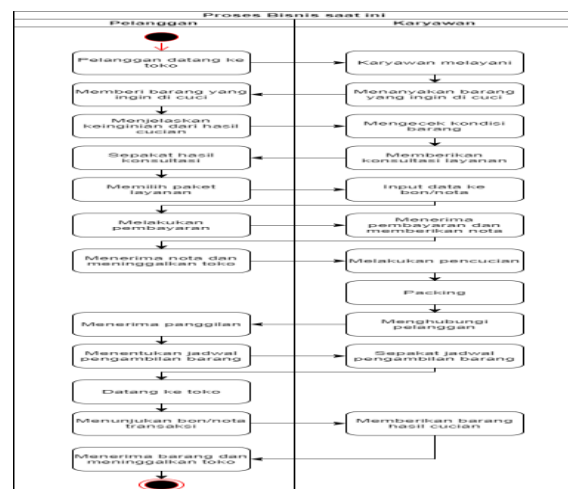 Proses Bisnis saat ini
Pelanggan
Karyawan
Pelanggan datang ke
toko
Karyawan melayani
Memberi barang yang
ingin di cuci
Menanyakan barang
yang ingin di cuci
Menjelaskan
keinginian dari hasil
cucian
Mengecek kondisi
barang
Sepakat hasil
konsultasi
Memberikan
konsultasi layanan
Memilih paket
layanan
Input data ke
bon/nota
Melakukan
pembayaran
Menerima
pembayaran dan
memberikan nota
Menerima nota dan
meninggalkan toko
Melakukan pencucian
Packing
Menerima panggilan
Menghubungi
pelanggan
Menentukan jadwal
pengambilan barang
Sepakat jadwal
pengambilan barang
Datang ke toko
Menunjukan bon/nota
transaksi
Memberikan barang
hasil cucian
Menerima barang dan
meninggalkan toko